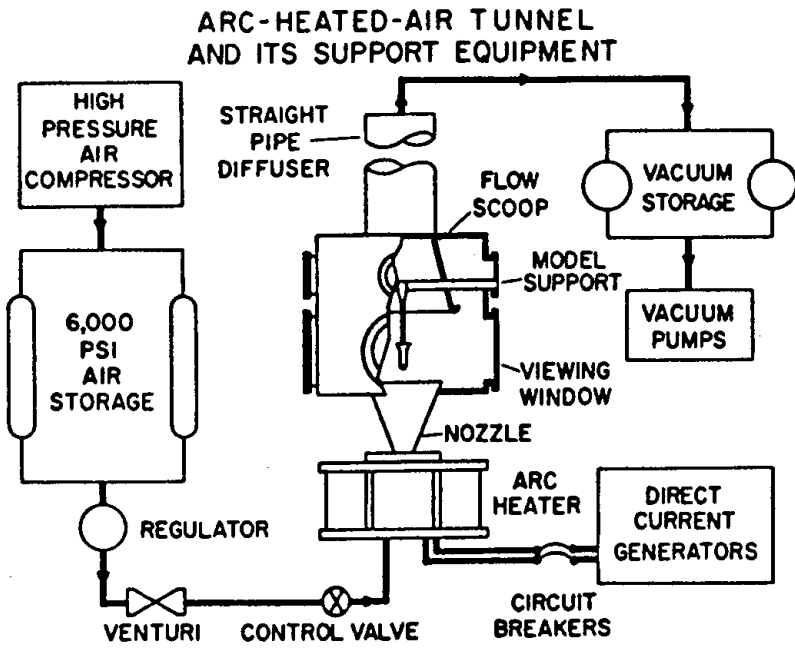 ARC-HEATED-AIR TUNNEL
AND ITS SUPPORT EQUIPMENT
HIGH
PRESSURE
AIR
COMPRESSOR
STRAIGHT
PIPE
DIFFUSER
FLOW
SCOOP
VACUUM
STORAGE
MODEL
SUPPORT
6,000
PSI
AIR
STORAGE
VACUUM
PUMPS
VIEWING
WINDOW
NOZZLE
ARC
HEATER
DIRECT
CURRENT
GENERATORS
REGULATOR
VENTURI
CONTROL VALVE
CIRCUIT
BREAKERS